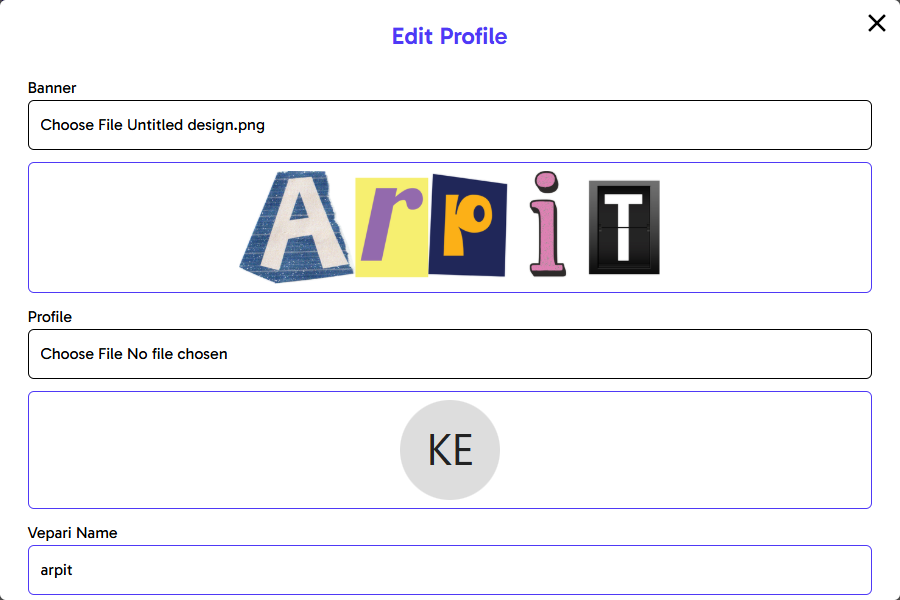 Edit Profile
Banner
Choose File Untitled design.png
ArpiT
Profile
Choose File No file chosen
KE
Vepari Name
arpit